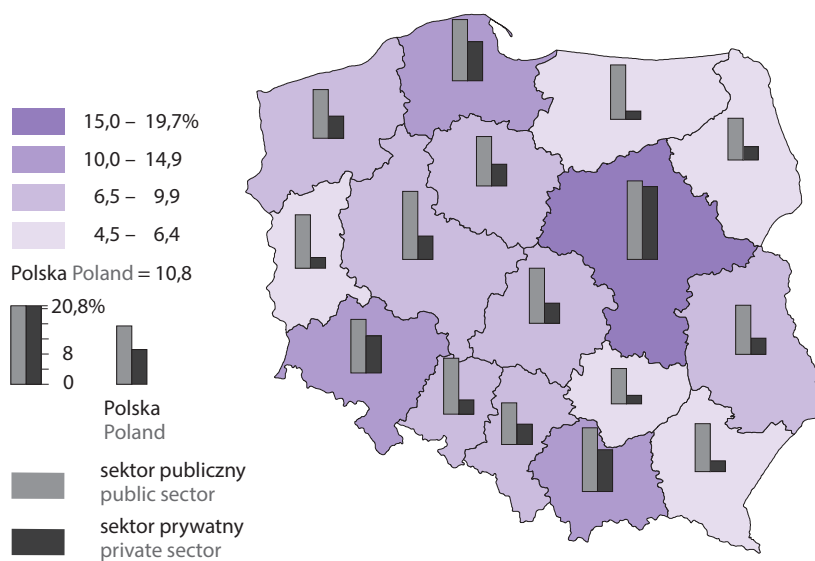 15,0 – 19,7%
10,0 – 14,9
6,5 – 9,9
4,5 – 6,4
Polska Poland = 10,8
20,8%
8
0
Polska
Poland
sektor publiczny
public sector
sektor prywatny
private sector